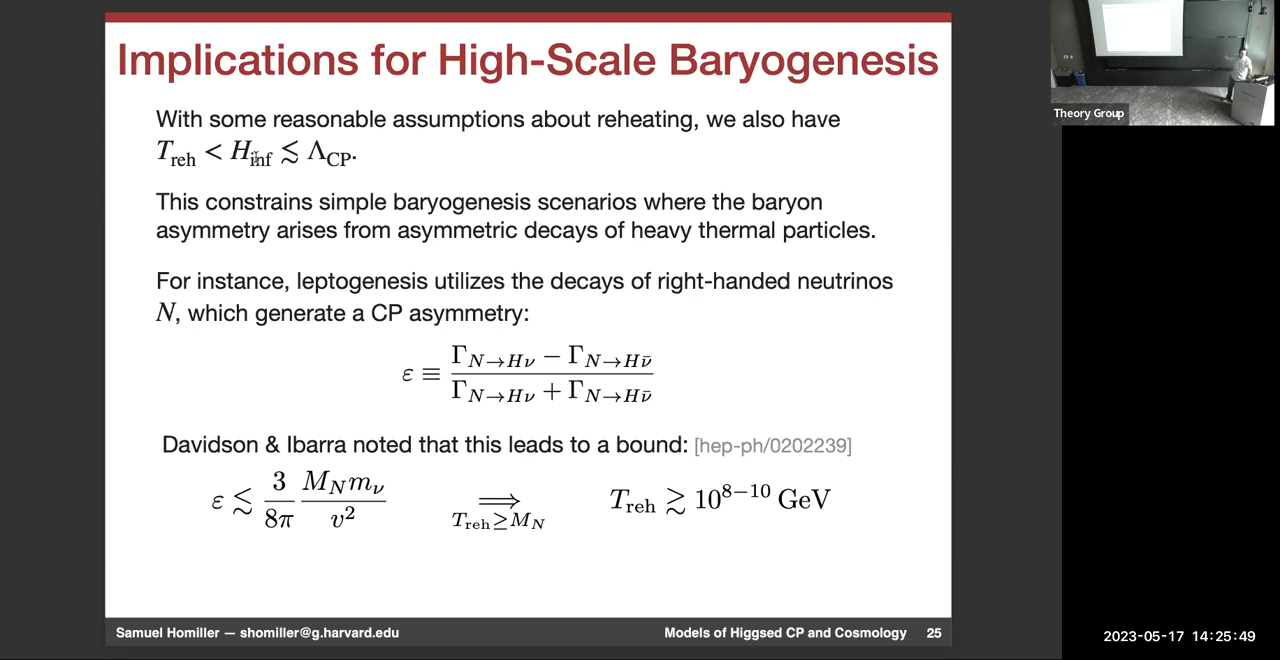 Implications for High-Scale Baryogenesis
With some reasonable assumptions about reheating, we also have
T_reh < H_inf ≲ Λ_CP.
This constrains simple baryogenesis scenarios where the baryon
asymmetry arises from asymmetric decays of heavy thermal particles.
For instance, leptogenesis utilizes the decays of right-handed neutrinos
N, which generate a CP asymmetry:
ε ≡ (Γ_{N→Hν} − Γ_{N→Hν̄}) / (Γ_{N→Hν} + Γ_{N→Hν̄})
Davidson & Ibarra noted that this leads to a bound: [hep-ph/0202239]
ε ≲ 3/(8π) M_N m_ν / v² ⟹ T_reh ≥ M_N T_reh ≳ 10^{8−10} GeV
Samuel Homiller — shomiller@g.harvard.edu Models of Higgsed CP and Cosmology 25
Theory Group
2023-05-17 14:25:49